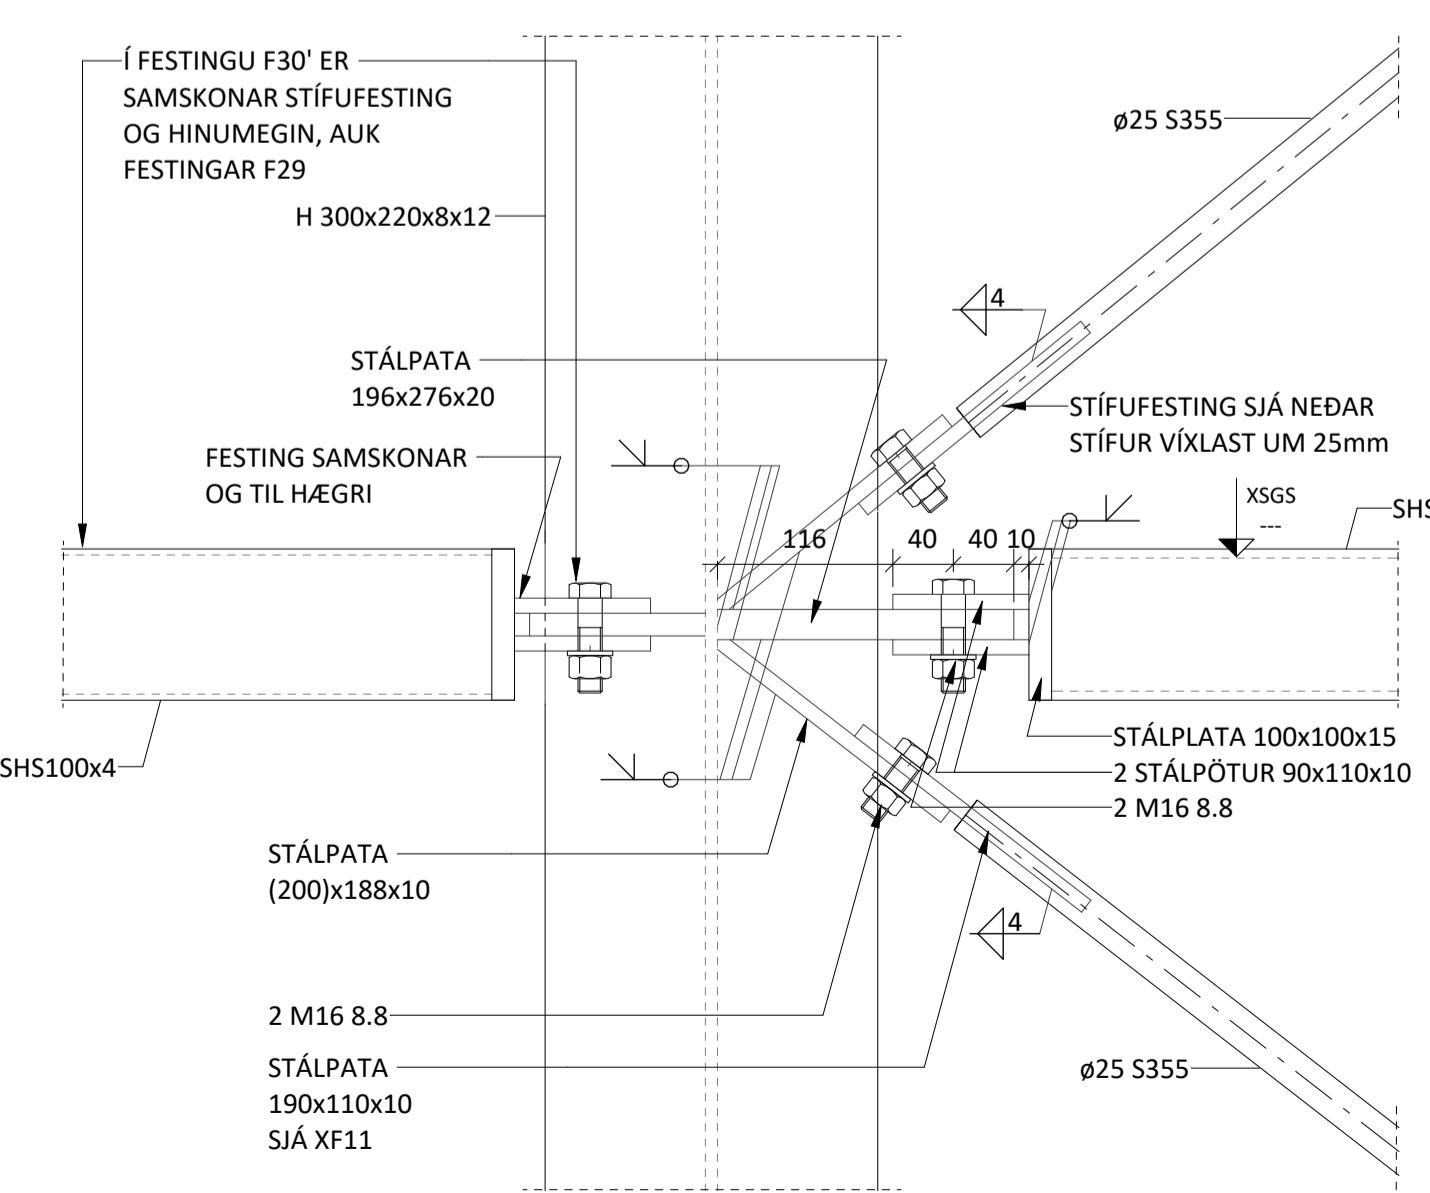 Í FESTINGU F30' ER
SAMSKONAR STÍFUFESTING
OG HINUMEGIN, AUK
FESTINGAR F29
ø25 S355
H 300x220x8x12
4
STÁLPATA
196x276x20
STÍFUFESTING SJÁ NEÐAR
STÍFUR VÍXLAST UM 25mm
FESTING SAMSKONAR
OG TIL HÆGRI
XSGS
---
SHS
116
40
40
10
STÁLPLATA 100x100x15
2 STÁLPÖTUR 90x110x10
2 M16 8.8
SHS100x4
STÁLPATA
(200)x188x10
4
2 M16 8.8
STÁLPATA
190x110x10
SJÁ XF11
ø25 S355